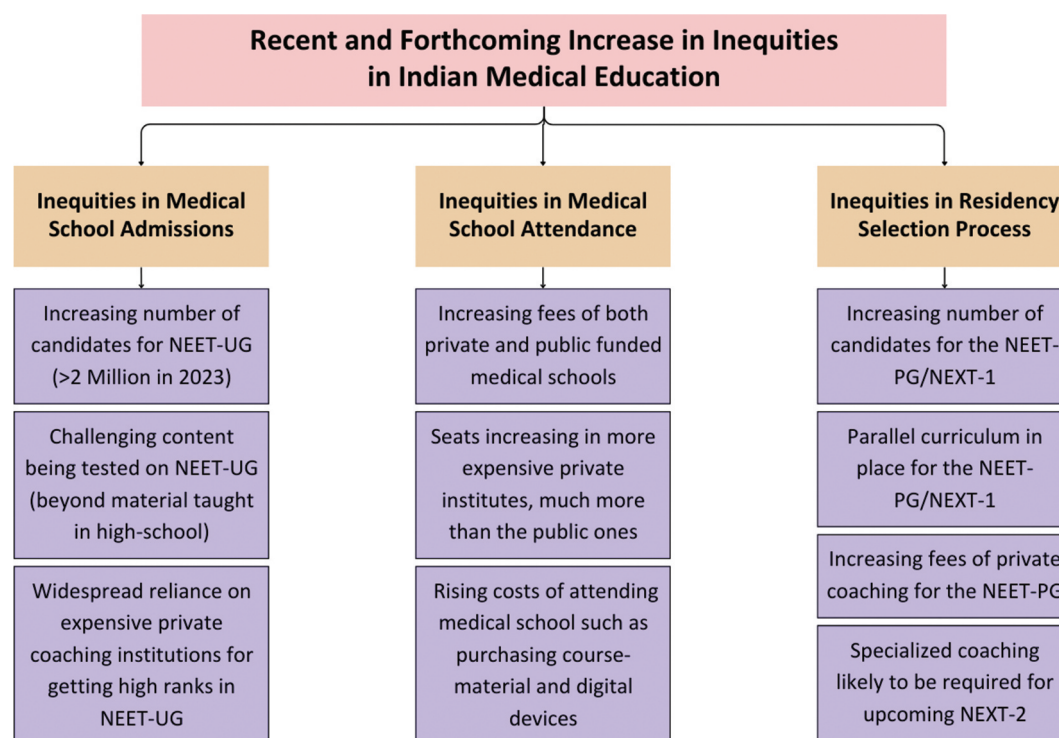 Recent and Forthcoming Increase in Inequities
in Indian Medical Education
Inequities in Medical
School Admissions
Increasing number of
candidates for NEET-UG
(>2 Million in 2023)
Challenging content
being tested on NEET-UG
(beyond material taught
in high-school)
Widespread reliance on
expensive private
coaching institutions for
getting high ranks in
NEET-UG
Inequities in Medical
School Attendance
Increasing fees of both
private and public funded
medical schools
Seats increasing in more
expensive private
institutes, much more
than the public ones
Rising costs of attending
medical school such as
purchasing course-
material and digital
devices
Inequities in Residency
Selection Process
Increasing number of
candidates for the NEET-
PG/NEXT-1
Parallel curriculum in
place for the NEET-
PG/NEXT-1
Increasing fees of private
coaching for the NEET-PG
Specialized coaching
likely to be required for
upcoming NEXT-2